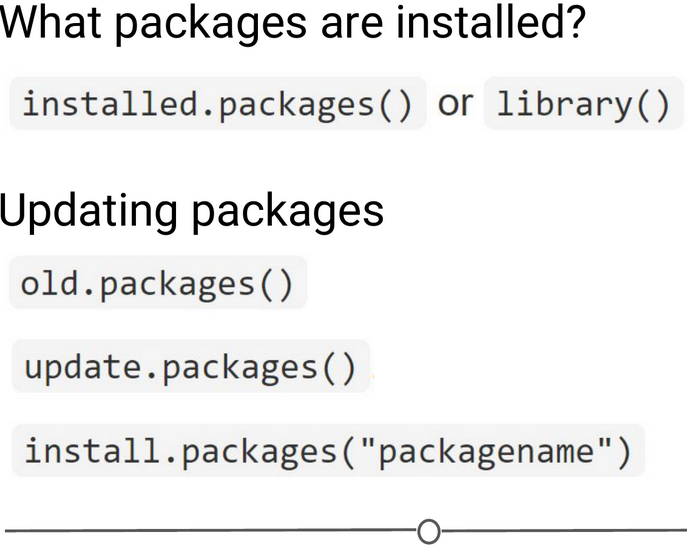 What packages are installed?
installed.packages() or library()
Updating packages
old.packages()
update.packages()
install.packages("packagename")